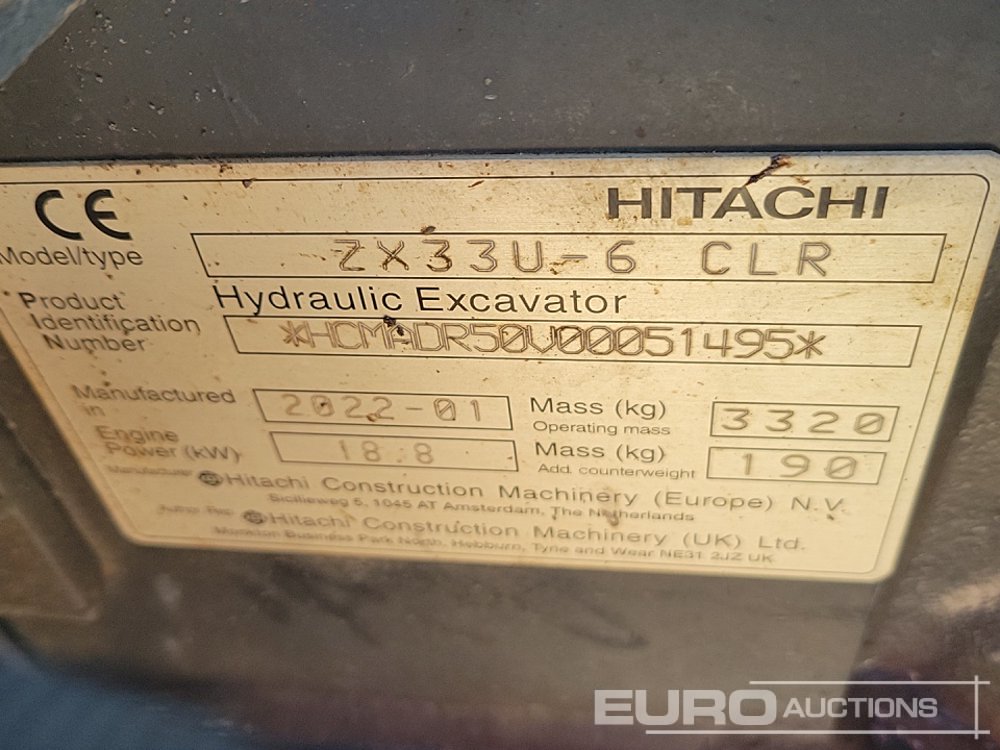 CE HITACHI
Model/type ZX33U-6 CLR
Product Hydraulic Excavator
Identification
Number *HCMADR50V00051495*
Manufactured in 2022-01 Mass (kg) 3320
Operating mass
Engine Power (kW) 18.8 Mass (kg) 190
Add. counterweight
Manufacturer Hitachi Construction Machinery (Europe) N.V.
Sicilieweg 5, 1045 AT Amsterdam, The Netherlands
Hitachi Construction Machinery (UK) Ltd.
Business Park North, Hebburn, Tyne and Wear NE31 2JZ UK
EURO AUCTIONS